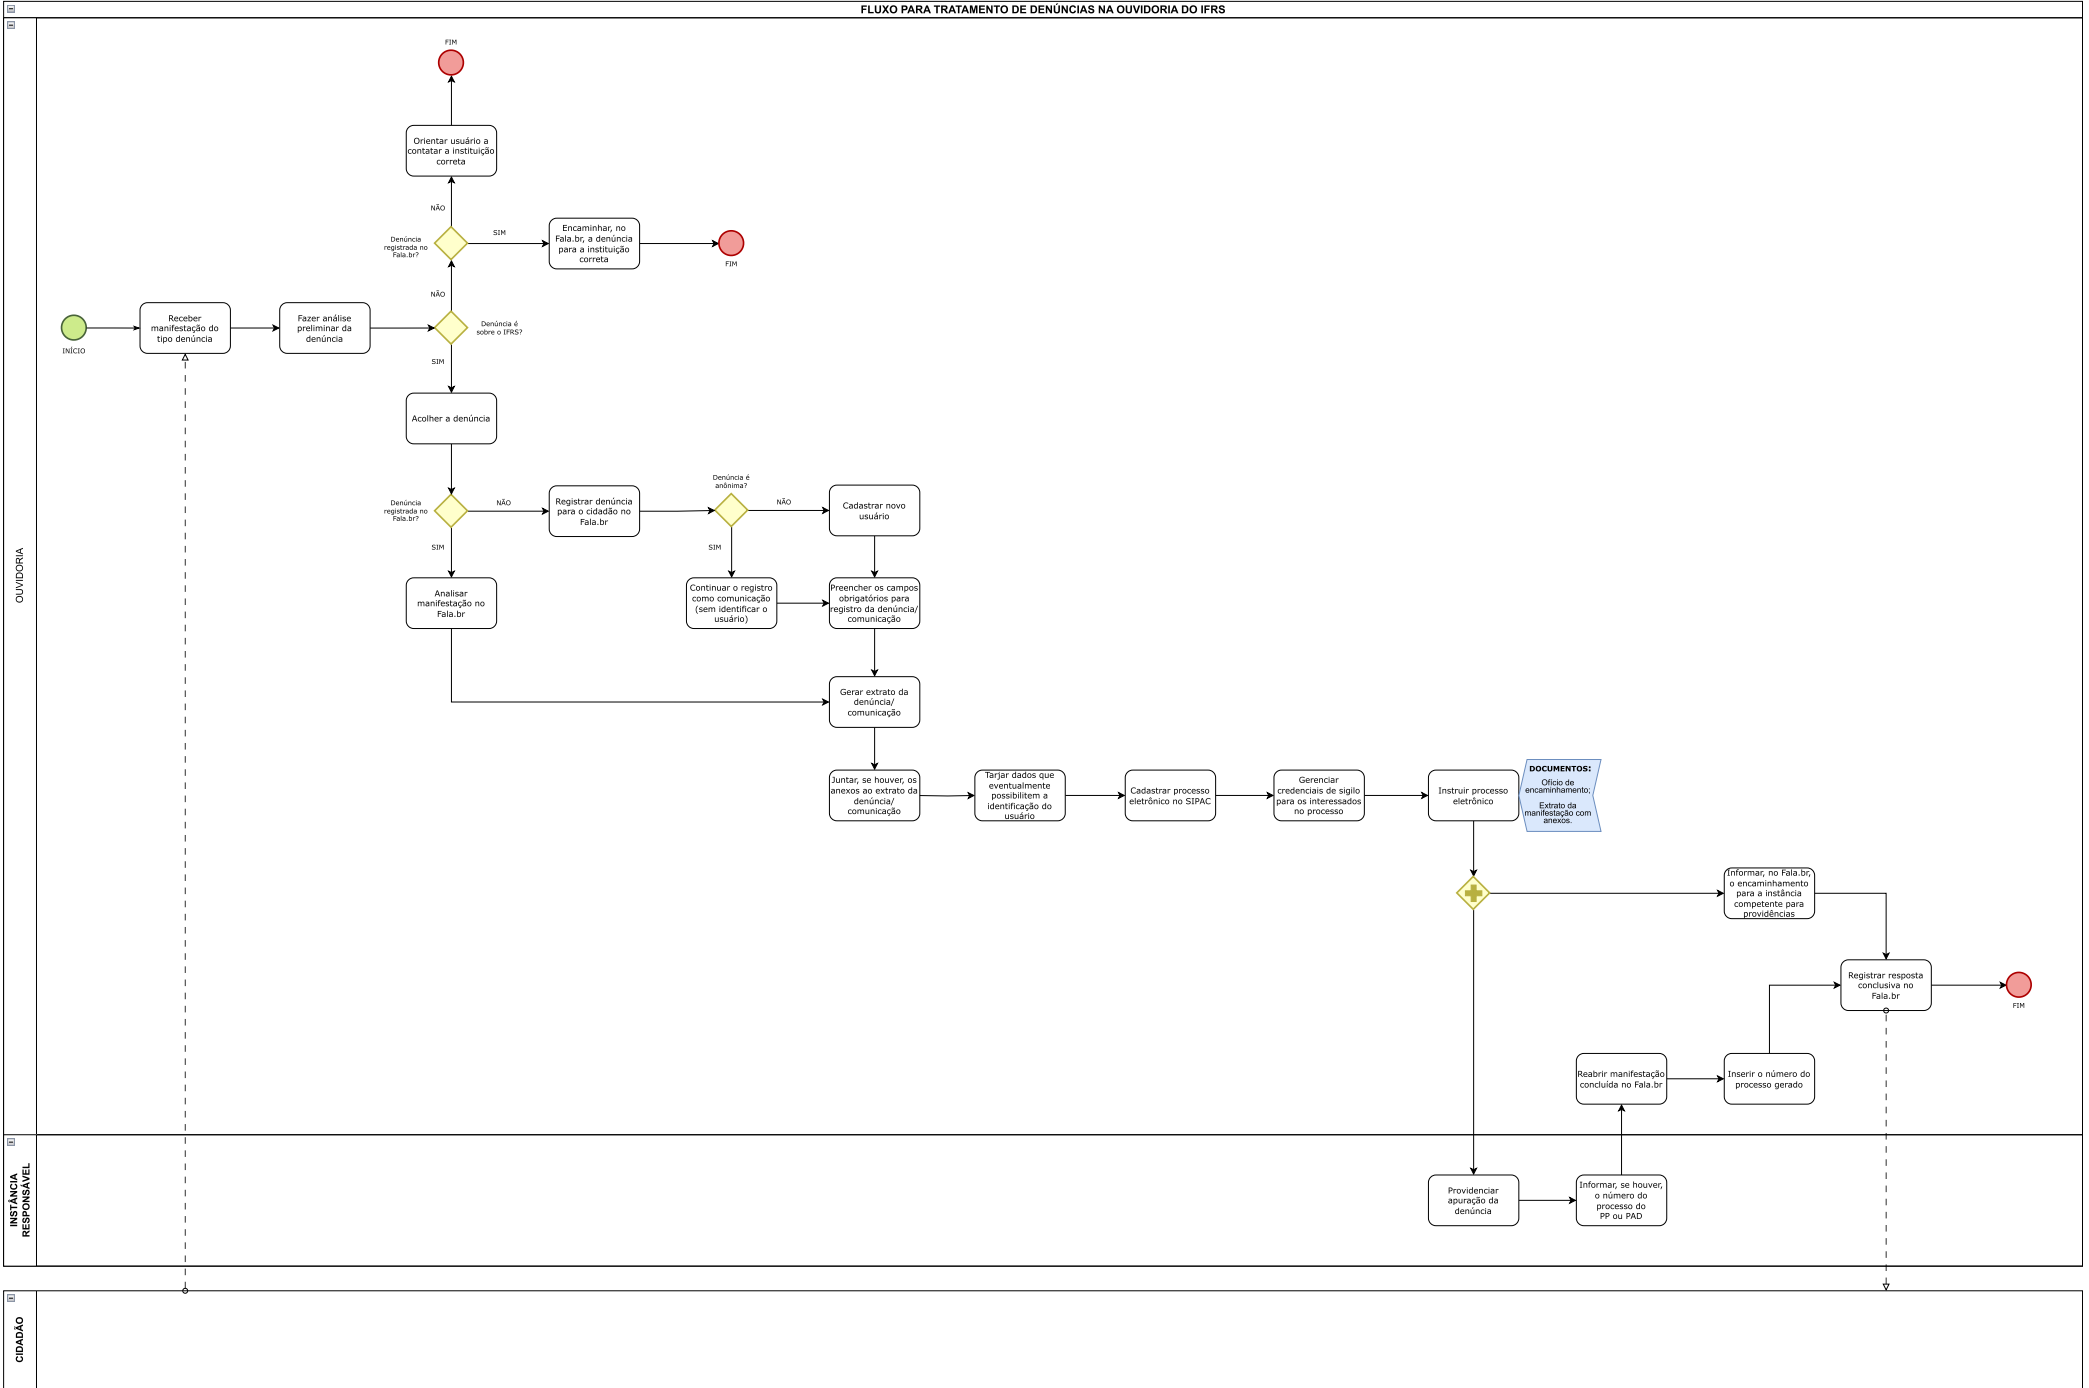 FLUXO PARA TRATAMENTO DE DENÚNCIAS NA OUVIDORIA DO IFRS
OUVIDORIA
FIM
Orientar usuário a
contatar a instituição
correta
NÃO
Denúncia
registrada no
Fala.br?
SIM
Encaminhar, no
Fala.br, a denúncia
para a instituição
correta
FIM
NÃO
INÍCIO
Receber
manifestação do
tipo denúncia
Fazer análise
preliminar da
denúncia
Denúncia é
sobre o IFRS?
SIM
Acolher a denúncia
Denúncia
registrada no
Fala.br?
NÃO
Registrar denúncia
para o cidadão no
Fala.br
Denúncia é
anônima?
NÃO
Cadastrar novo
usuário
SIM
SIM
Analisar
manifestação no
Fala.br
Continuar o registro
como comunicação
(sem identificar o
usuário)
Preencher os campos
obrigatórios para
registro da denúncia/
comunicação
Gerar extrato da
denúncia/
comunicação
Juntar, se houver, os
anexos ao extrato da
denúncia/
comunicação
Tarjar dados que
eventualmente
possibilitem a
identificação do
usuário
Cadastrar processo
eletrônico no SIPAC
Gerenciar
credenciais de sigilo
para os interessados
no processo
Instruir processo
eletrônico
DOCUMENTOS:
Ofício de
encaminhamento;
Extrato da
manifestação com
anexos.
Informar, no Fala.br,
o encaminhamento
para a instância
competente para
providências
Registrar resposta
conclusiva no
Fala.br
FIM
Reabrir manifestação
concluída no Fala.br
Inserir o número do
processo gerado
INSTÂNCIA
RESPONSÁVEL
Providenciar
apuração da
denúncia
Informar, se houver,
o número do
processo do
PP ou PAD
CIDADÃO